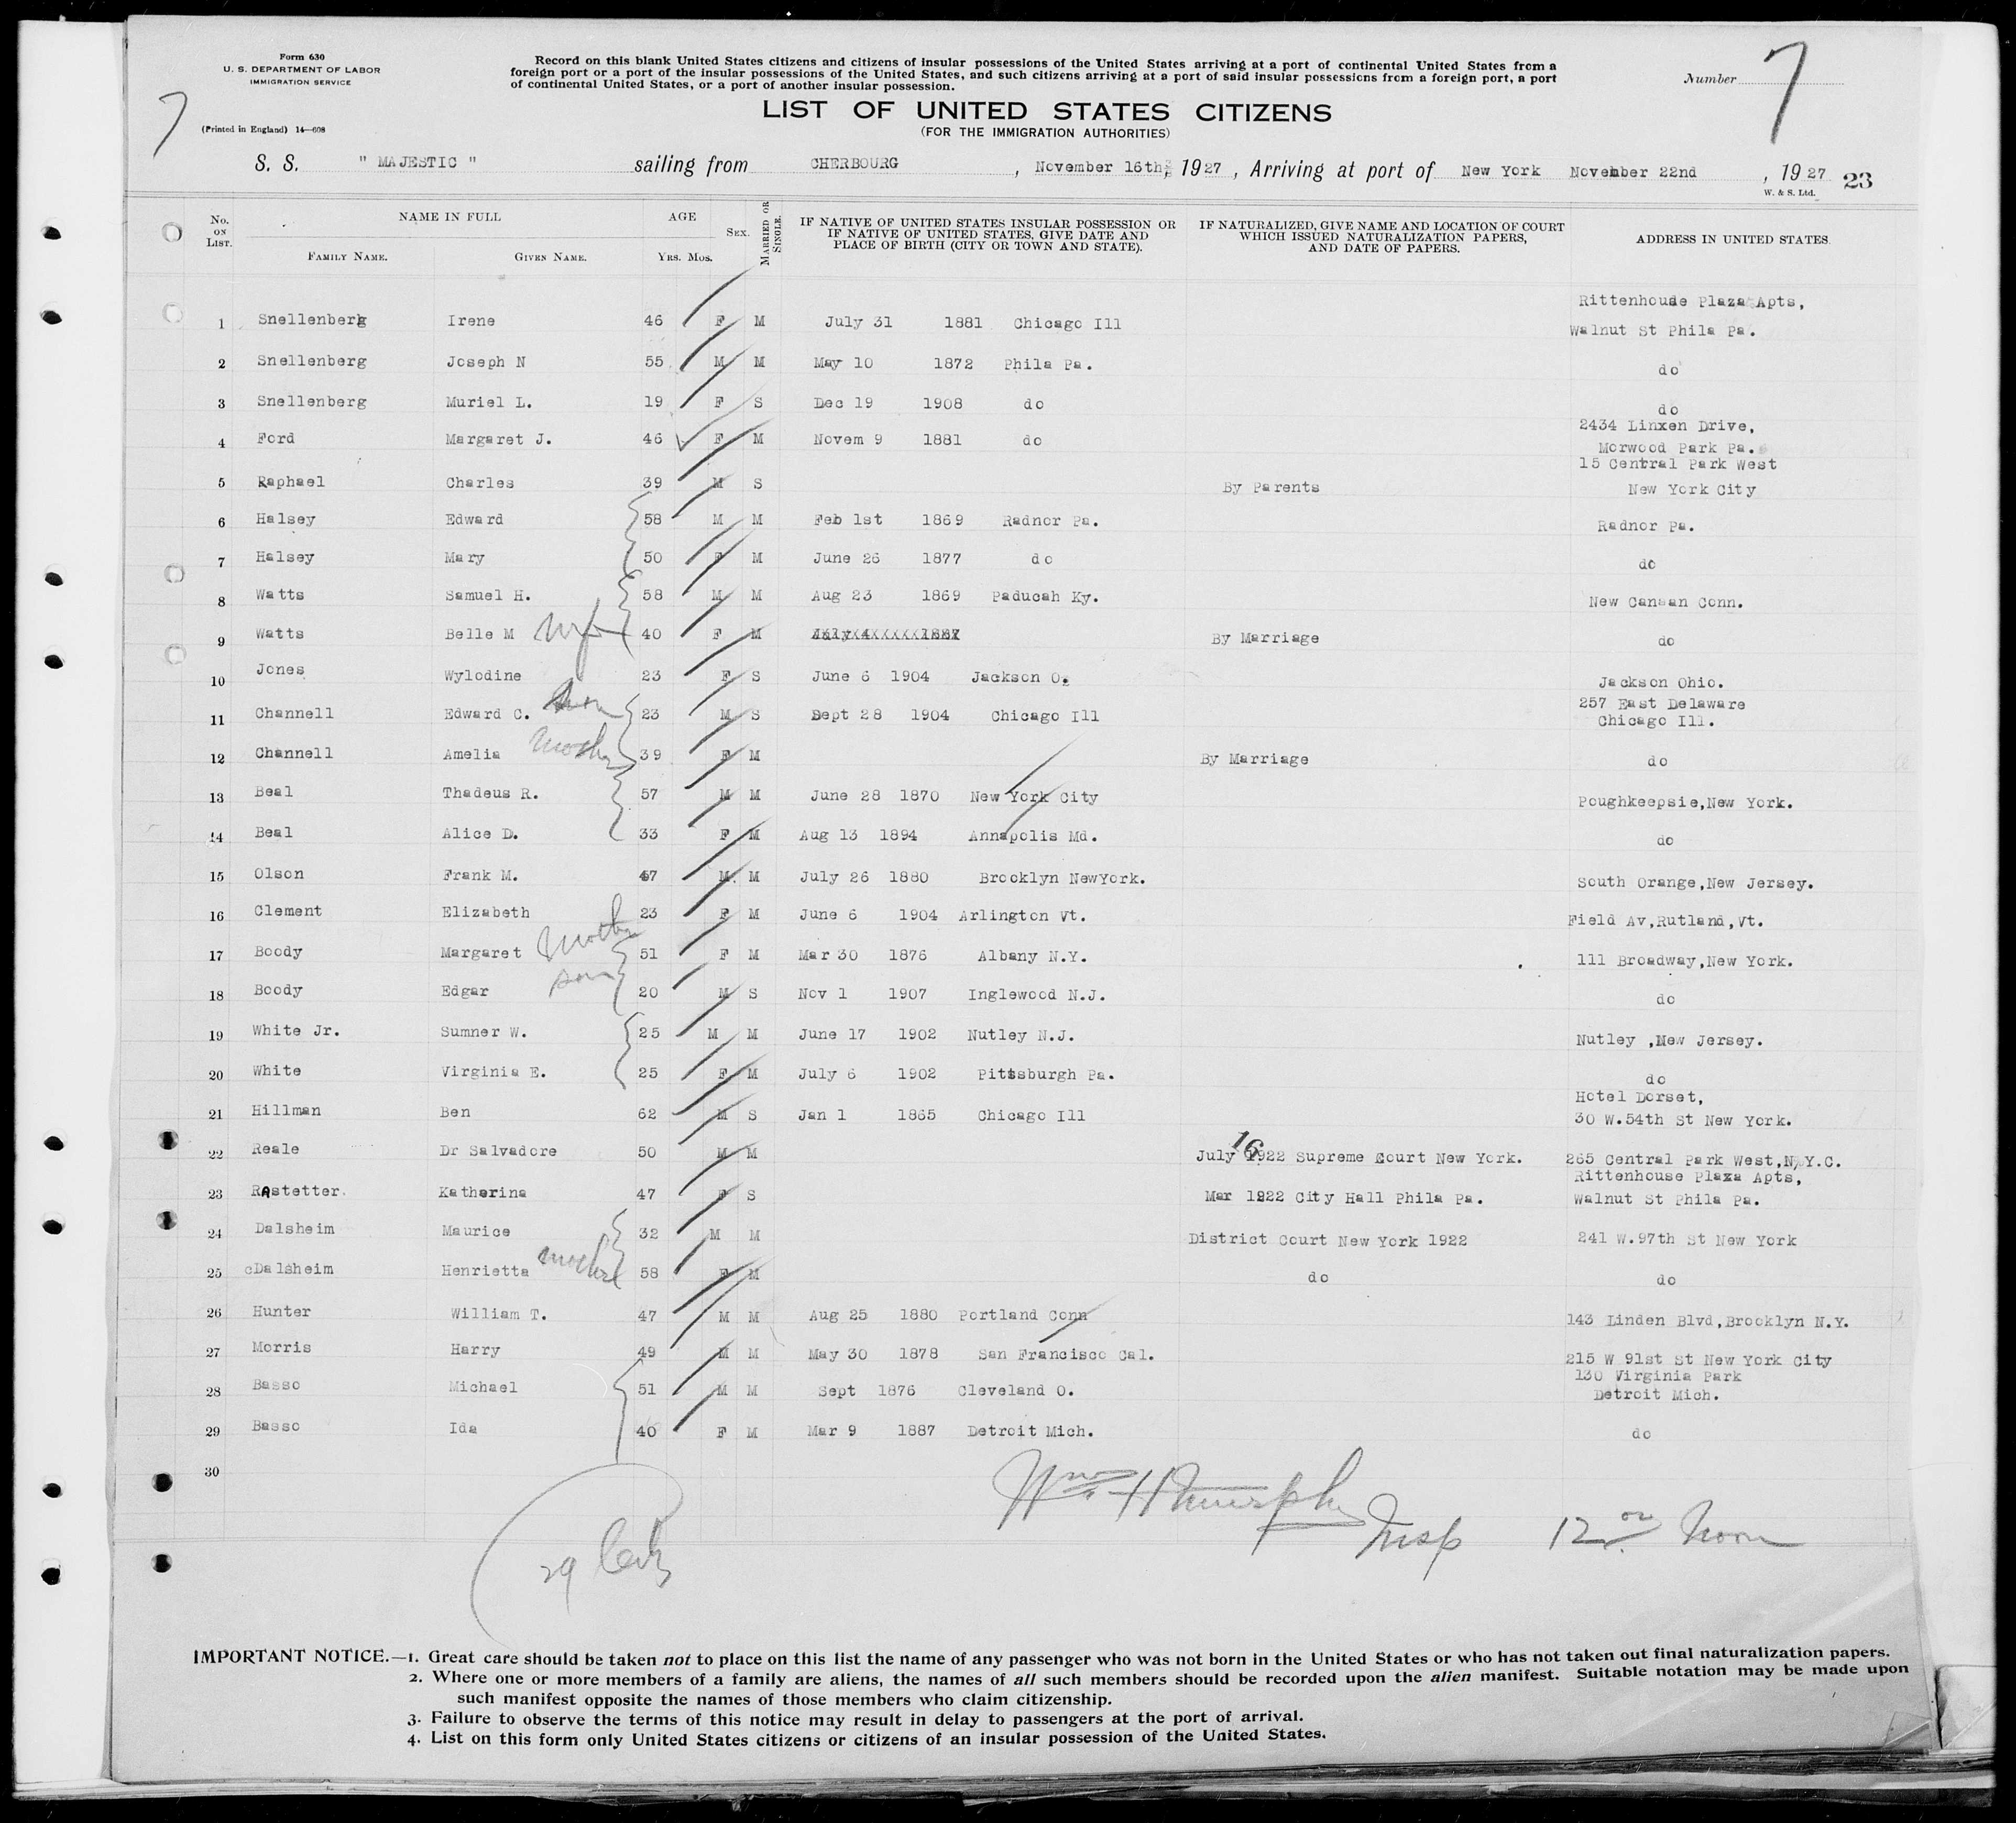 Form 630
U. S. DEPARTMENT OF LABOR
IMMIGRATION SERVICE
(Printed in England) 14—608
7
Record on this blank United States citizens and citizens of insular possessions of the United States arriving at a port of continental United States from a
foreign port or a port of the insular possessions of the United States, and such citizens arriving at a port of said insular possessions from a foreign port, a port
of continental United States, or a port of another insular possession.
Number 7
LIST OF UNITED STATES CITIZENS
(FOR THE IMMIGRATION AUTHORITIES)
S. S. " MAJESTIC " sailing from CHERBOURG , November 16th, 1927 , Arriving at port of New York November 22nd , 1927 23
W. & S. Ltd.
No. ON LIST. NAME IN FULL AGE SEX. MARRIED OR SINGLE. IF NATIVE OF UNITED STATES INSULAR POSSESSION OR IF NATIVE OF UNITED STATES, GIVE DATE AND PLACE OF BIRTH (CITY OR TOWN AND STATE). IF NATURALIZED, GIVE NAME AND LOCATION OF COURT WHICH ISSUED NATURALIZATION PAPERS, AND DATE OF PAPERS. ADDRESS IN UNITED STATES.
FAMILY NAME. GIVEN NAME. YRS. MOS.
Rittenhouse Plaza Apts,
1 Snellenberg Irene 46 F M July 31 1881 Chicago Ill Walnut St Phila Pa.
2 Snellenberg Joseph N 55 M M May 10 1872 Phila Pa. do
3 Snellenberg Muriel L. 19 F S Dec 19 1908 do do
2434 Linxen Drive,
4 Ford Margaret J. 46 F M Novem 9 1881 do Morwood Park Pa.
15 Central Park West
5 Raphael Charles 39 M S By Parents New York City
6 Halsey Edward 58 M M Feb 1st 1869 Radnor Pa. Radnor Pa.
7 Halsey Mary 50 F M June 26 1877 do do
8 Watts Samuel H. 58 M M Aug 23 1869 Paducah Ky. New Canaan Conn.
9 Watts Belle M wife 40 F M July 4 1887 By Marriage do
10 Jones Wylodine 23 F S June 6 1904 Jackson O. Jackson Ohio.
257 East Delaware
11 Channell Edward C. son 23 M S Sept 28 1904 Chicago Ill Chicago Ill.
12 Channell Amelia mother 39 F M By Marriage do
13 Beal Thadeus R. 57 M M June 28 1870 New York City Poughkeepsie,New York.
14 Beal Alice D. 33 F M Aug 13 1894 Annapolis Md. do
15 Olson Frank M. 47 M. M July 26 1880 Brooklyn NewYork. South Orange,New Jersey.
16 Clement Elizabeth 23 F M June 6 1904 Arlington Vt. Field Av,Rutland,Vt.
17 Boody Margaret mother 51 F M Mar 30 1876 Albany N.Y. 111 Broadway,New York.
18 Boody Edgar son 20 M S Nov 1 1907 Inglewood N.J. do
19 White Jr. Sumner W. 25 M M June 17 1902 Nutley N.J. Nutley ,New Jersey.
20 White Virginia E. 25 F M July 6 1902 Pittsburgh Pa. do
Hotel Dorset,
21 Hillman Ben 62 M S Jan 1 1865 Chicago Ill 30 W.54th St New York.
22 Reale Dr Salvadore 50 M M July 16 1922 Supreme Court New York. 265 Central Park West,N,Y.C.
Rittenhouse Plaza Apts,
23 RAstetter. Katherina 47 F S Mar 1922 City Hall Phila Pa. Walnut St Phila Pa.
24 Dalsheim Maurice 32 M M District Court New York 1922 241 W.97th St New York
25 Dalsheim Henrietta mother 58 F M do do
26 Hunter William T. 47 M M Aug 25 1880 Portland Conn 143 Linden Blvd,Brooklyn N.Y.
27 Morris Harry 49 M M May 30 1878 San Francisco Cal. 215 W 91st St New York City
130 Virginia Park
28 Basso Michael 51 M M Sept 1876 Cleveland O. Detroit Mich.
29 Basso Ida 40 F M Mar 9 1887 Detroit Mich. do
30
Wm. H Murphy
Insp 12 00 Noon
29
IMPORTANT NOTICE.—1. Great care should be taken not to place on this list the name of any passenger who was not born in the United States or who has not taken out final naturalization papers.
2. Where one or more members of a family are aliens, the names of all such members should be recorded upon the alien manifest. Suitable notation may be made upon
such manifest opposite the names of those members who claim citizenship.
3. Failure to observe the terms of this notice may result in delay to passengers at the port of arrival.
4. List on this form only United States citizens or citizens of an insular possession of the United States.